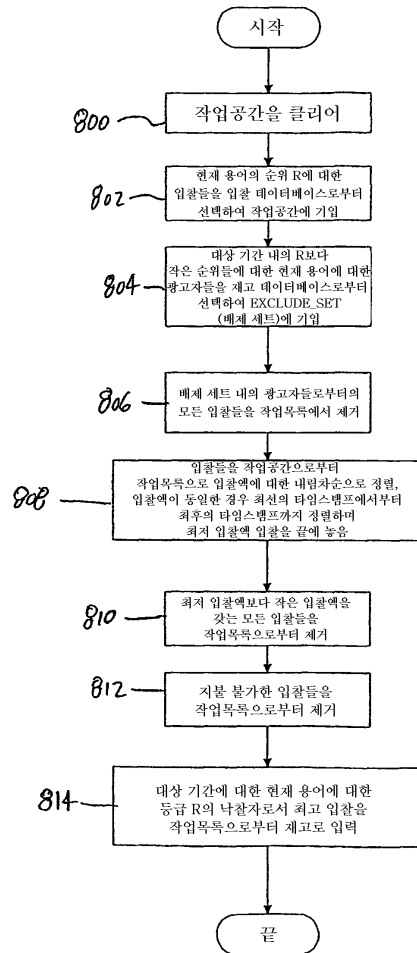 시작
800
작업공간을 클리어
802
현재 용어의 순위 R에 대한
입찰들을 입찰 데이터베이스로부터
선택하여 작업공간에 기입
804
대상 기간 내의 R보다
작은 순위들에 대한 현재 용어에 대한
광고자들을 재고 데이터베이스로부터
선택하여 EXCLUDE_SET
(배제 세트)에 기입
806
배제 세트 내의 광고자들로부터의
모든 입찰들을 작업목록에서 제거
808
입찰들을 작업공간으로부터
작업목록으로 입찰액에 대한 내림차순으로 정렬,
입찰액이 동일한 경우 최선의 타임스탬프에서부터
최후의 타임스탬프까지 정렬하며
최저 입찰액 입찰을 끝에 놓음
810
최저 입찰액보다 작은 입찰액을
갖는 모든 입찰들을
작업목록으로부터 제거
812
지불 불가한 입찰들을
작업목록으로부터 제거
814
대상 기간에 대한 현재 용어에 대한
등급 R의 낙찰자로서 최고 입찰을
작업목록으로부터 재고로 입력
끝